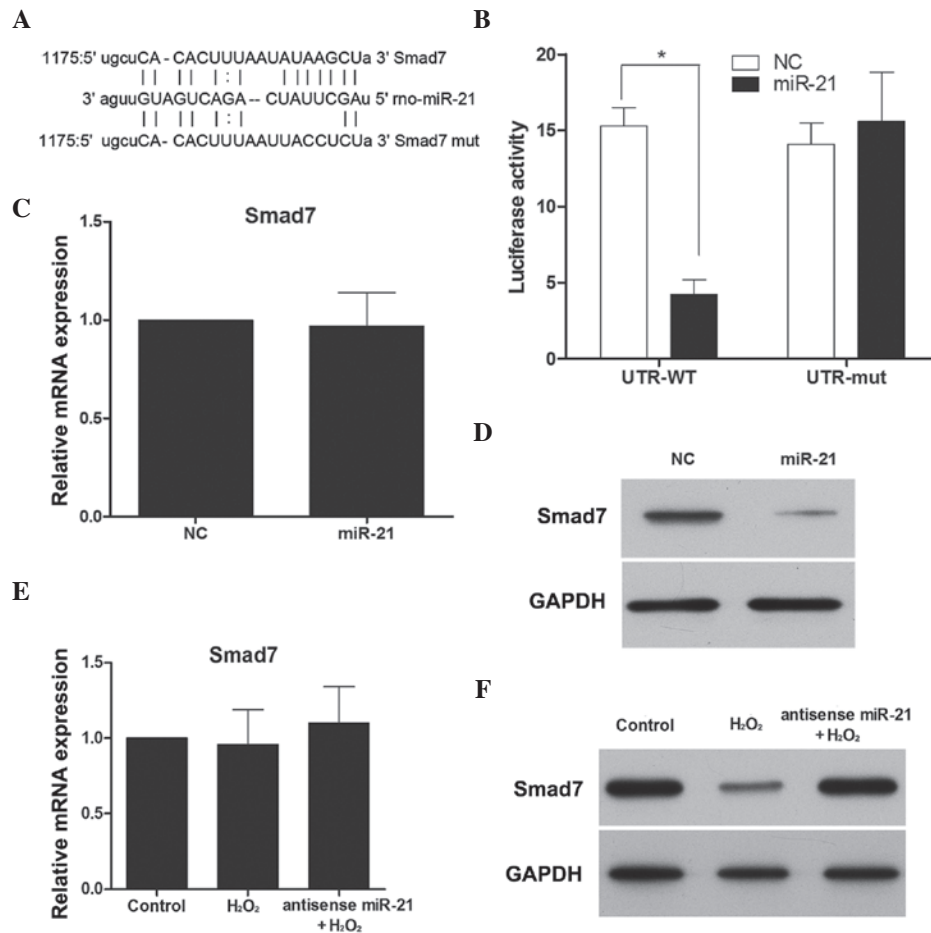 A
1175:5' ugcuCA - CACUUUAAUAUAAGCUa 3' Smad7
3' aguuGUAGUCAGA -- CUAUUCGAu 5' rno-miR-21
1175:5' ugcuCA - CACUUUAAUUACCUCUa 3' Smad7 mut
B
20
15
10
5
0
Luciferase activity
*
NC
miR-21
UTR-WT
UTR-mut
C
Smad7
1.5
1.0
0.5
0.0
Relative mRNA expression
NC
miR-21
D
NC miR-21
Smad7
GAPDH
E
Smad7
1.5
1.0
0.5
0.0
Relative mRNA expression
Control
H₂O₂
antisense miR-21
+ H₂O₂
F
Control
H₂O₂
antisense miR-21
+ H₂O₂
Smad7
GAPDH